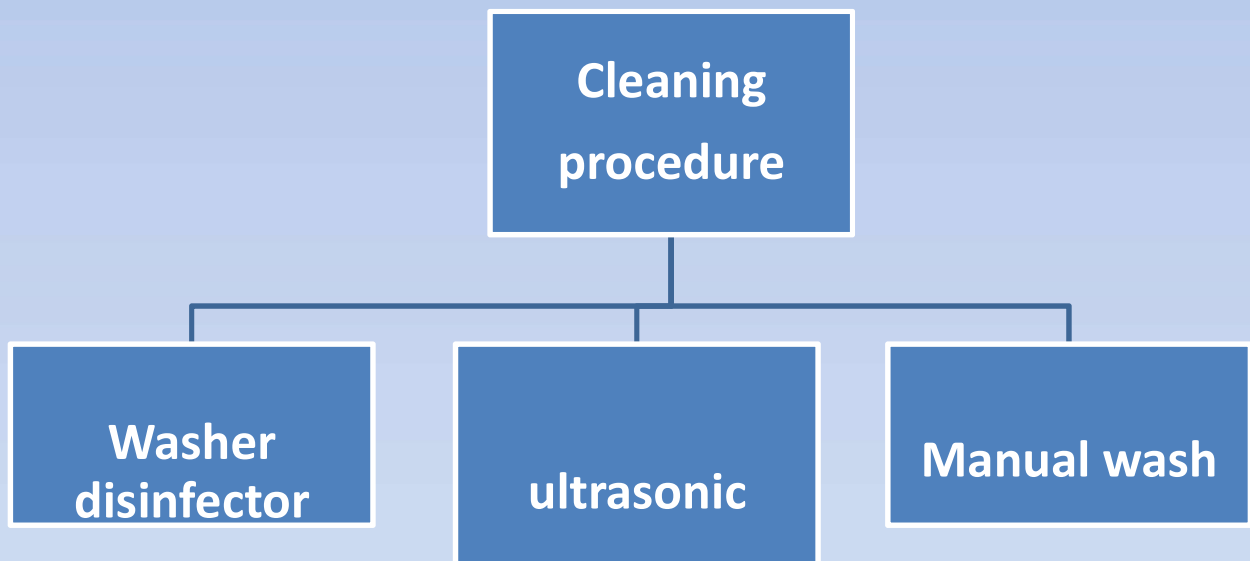 Cleaning
procedure
Washer
disinfector
ultrasonic
Manual wash